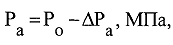 Pₐ = Pₒ − ΔPₐ, МПа,